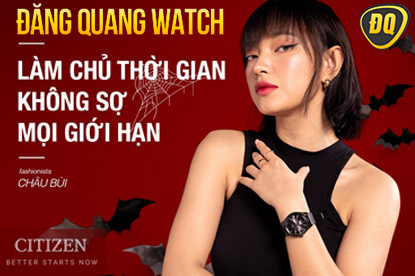 ĐĂNG QUANG WATCH
ĐQ
LÀM CHỦ THỜI GIAN
KHÔNG SỢ
MỌI GIỚI HẠN
fashionista
CHÂU BÙI
CITIZEN
BETTER STARTS NOW